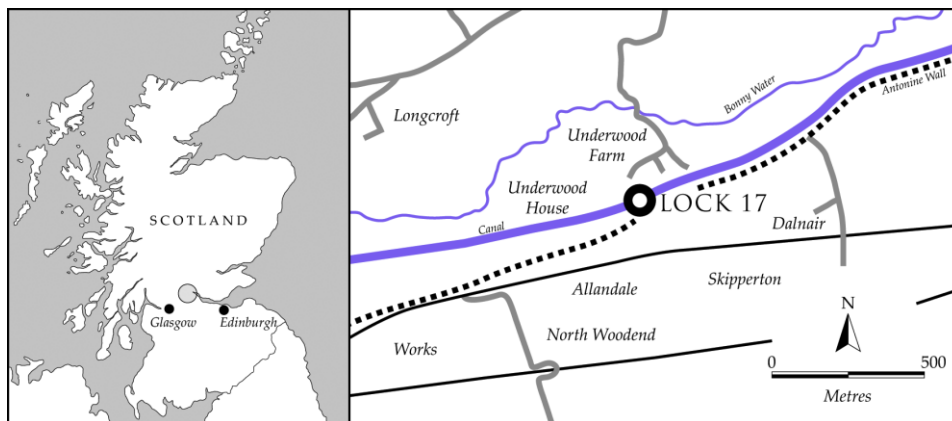 SCOTLAND
Glasgow
Edinburgh
Longcroft
Bonny Water
Antonine Wall
Underwood
Farm
Underwood
House
LOCK 17
Canal
Dalnair
Allandale
Skipperton
North Woodend
Works
N
0
500
Metres